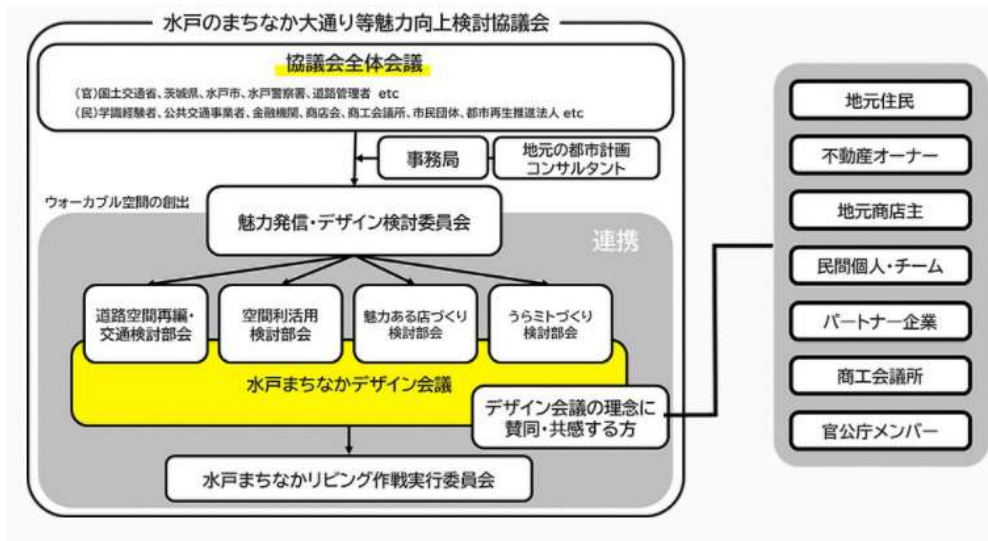 水戸のまちなか大通り等魅力向上検討協議会
協議会全体会議
(官)国土交通省、茨城県、水戸市、水戸警察署、道路管理者 etc
(民)学識経験者、公共交通事業者、金融機関、商店会、商工会議所、市民団体、都市再生推進法人 etc
事務局
地元の都市計画
コンサルタント
ウォーカブル空間の創出
魅力発信・デザイン検討委員会
連携
道路空間再編・
交通検討部会
空間利活用
検討部会
魅力ある店づくり
検討部会
うらミトづくり
検討部会
水戸まちなかデザイン会議
デザイン会議の理念に
賛同・共感する方
水戸まちなかリビング作戦実行委員会
地元住民
不動産オーナー
地元商店主
民間個人・チーム
パートナー企業
商工会議所
官公庁メンバー